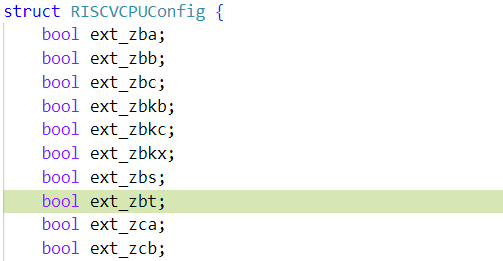 struct RISCVCPUConfig {
bool ext_zba;
bool ext_zbb;
bool ext_zbc;
bool ext_zbkb;
bool ext_zbkc;
bool ext_zbkx;
bool ext_zbs;
bool ext_zbt;
bool ext_zca;
bool ext_zcb;